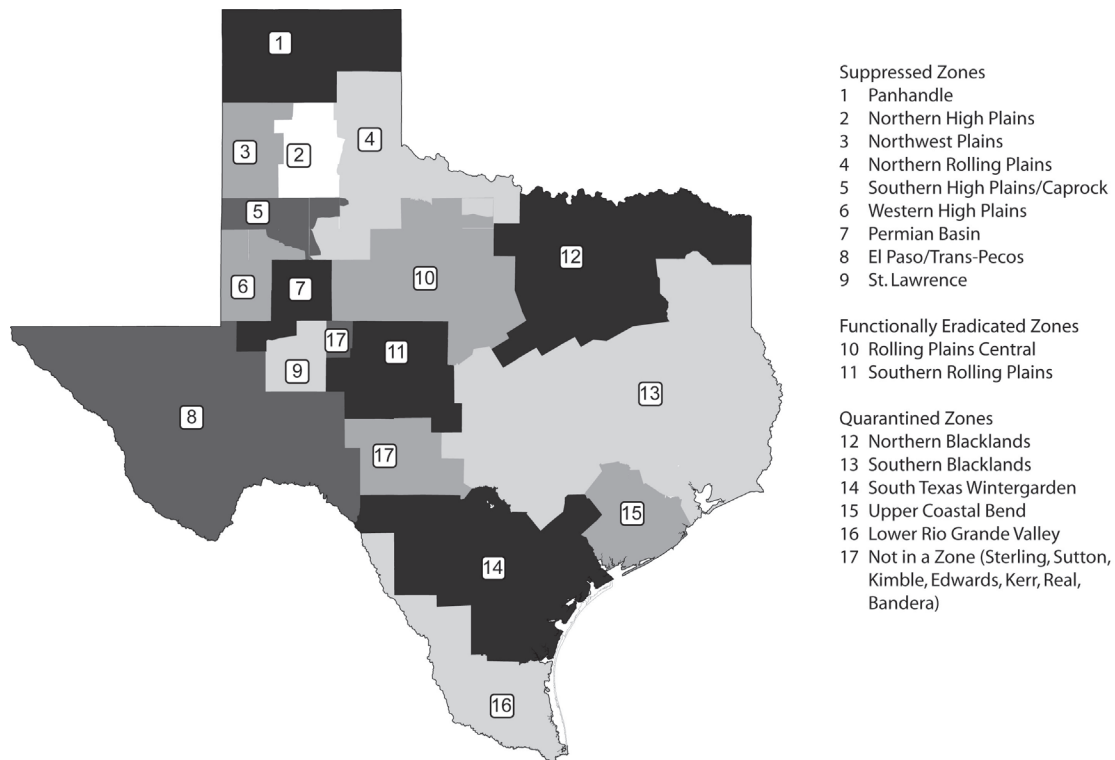 1
3
2
4
5
6
7
10
12
17
11
9
13
8
17
15
14
16
Suppressed Zones
1 Panhandle
2 Northern High Plains
3 Northwest Plains
4 Northern Rolling Plains
5 Southern High Plains/Caprock
6 Western High Plains
7 Permian Basin
8 El Paso/Trans-Pecos
9 St. Lawrence
Functionally Eradicated Zones
10 Rolling Plains Central
11 Southern Rolling Plains
Quarantined Zones
12 Northern Blacklands
13 Southern Blacklands
14 South Texas Wintergarden
15 Upper Coastal Bend
16 Lower Rio Grande Valley
17 Not in a Zone (Sterling, Sutton,
Kimble, Edwards, Kerr, Real,
Bandera)